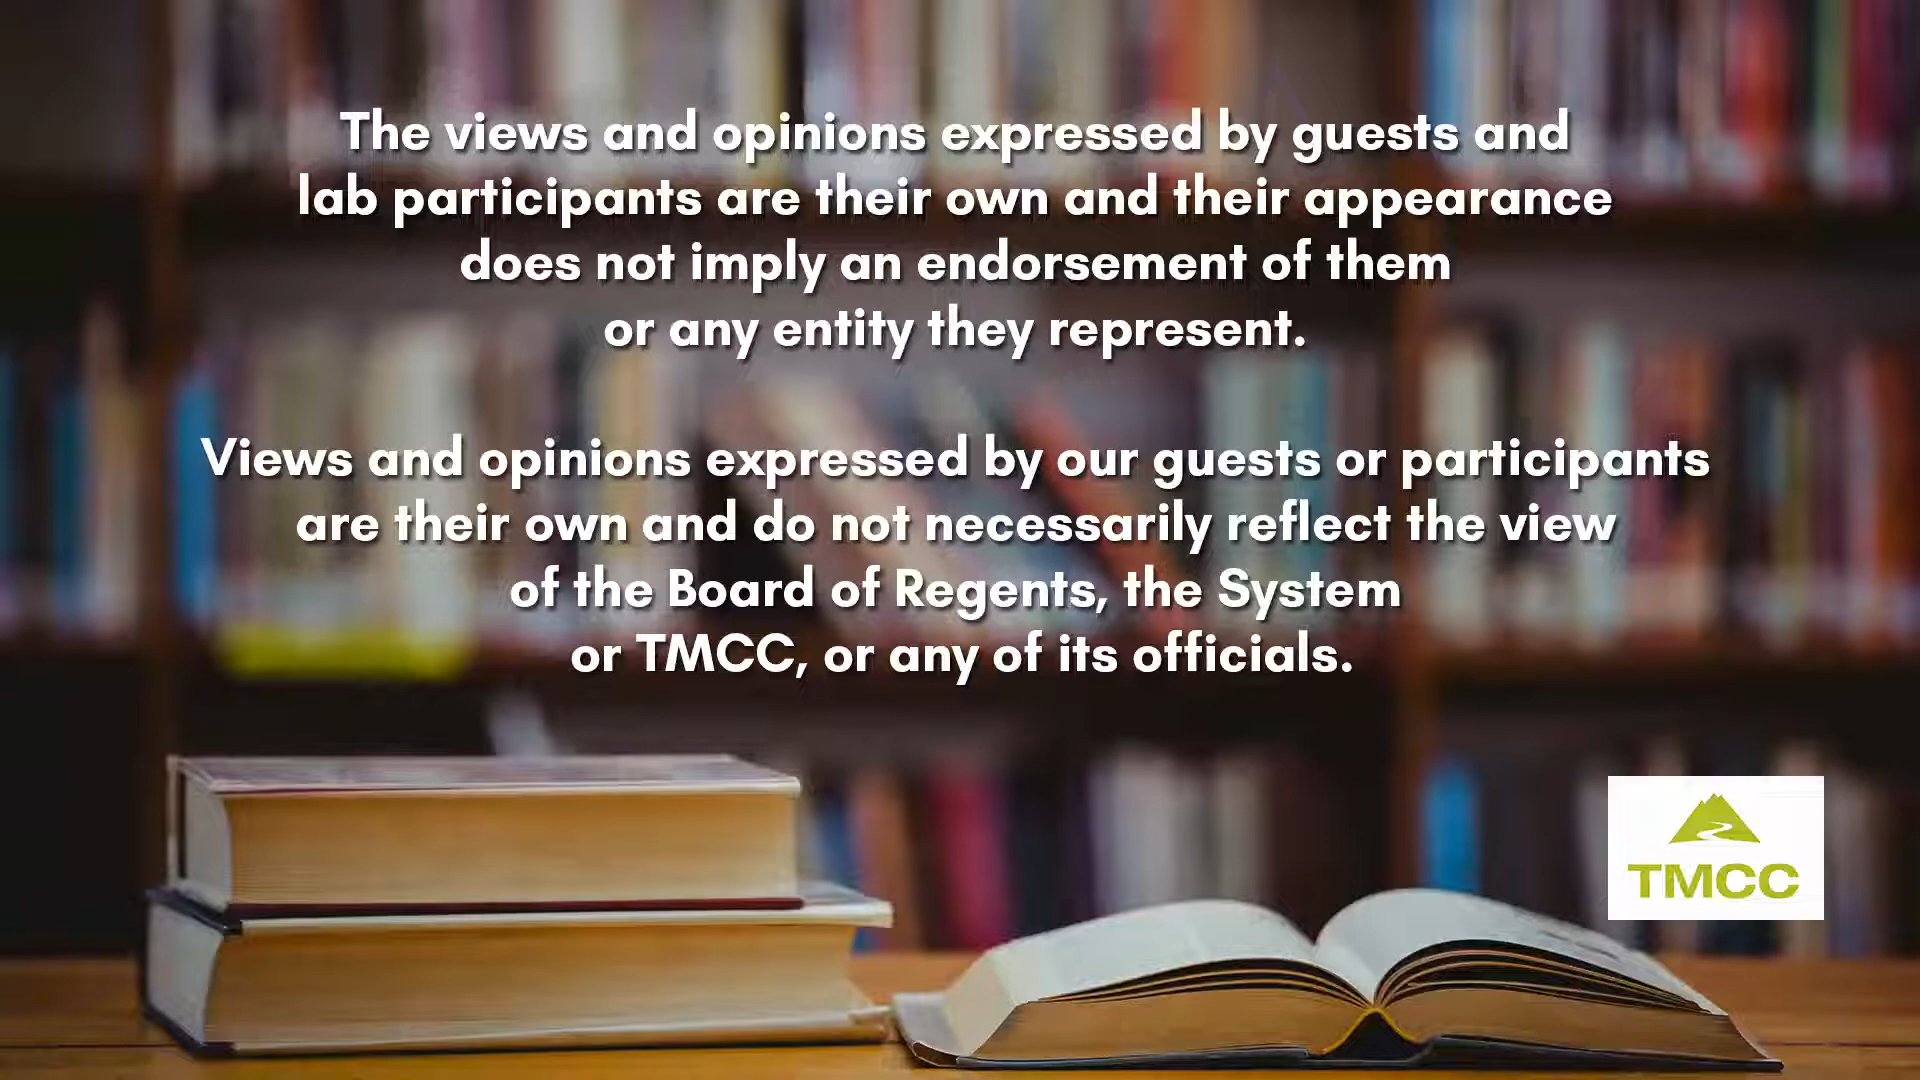 The views and opinions expressed by guests and
lab participants are their own and their appearance
does not imply an endorsement of them
or any entity they represent.
Views and opinions expressed by our guests or participants
are their own and do not necessarily reflect the view
of the Board of Regents, the System
or TMCC, or any of its officials.
TMCC